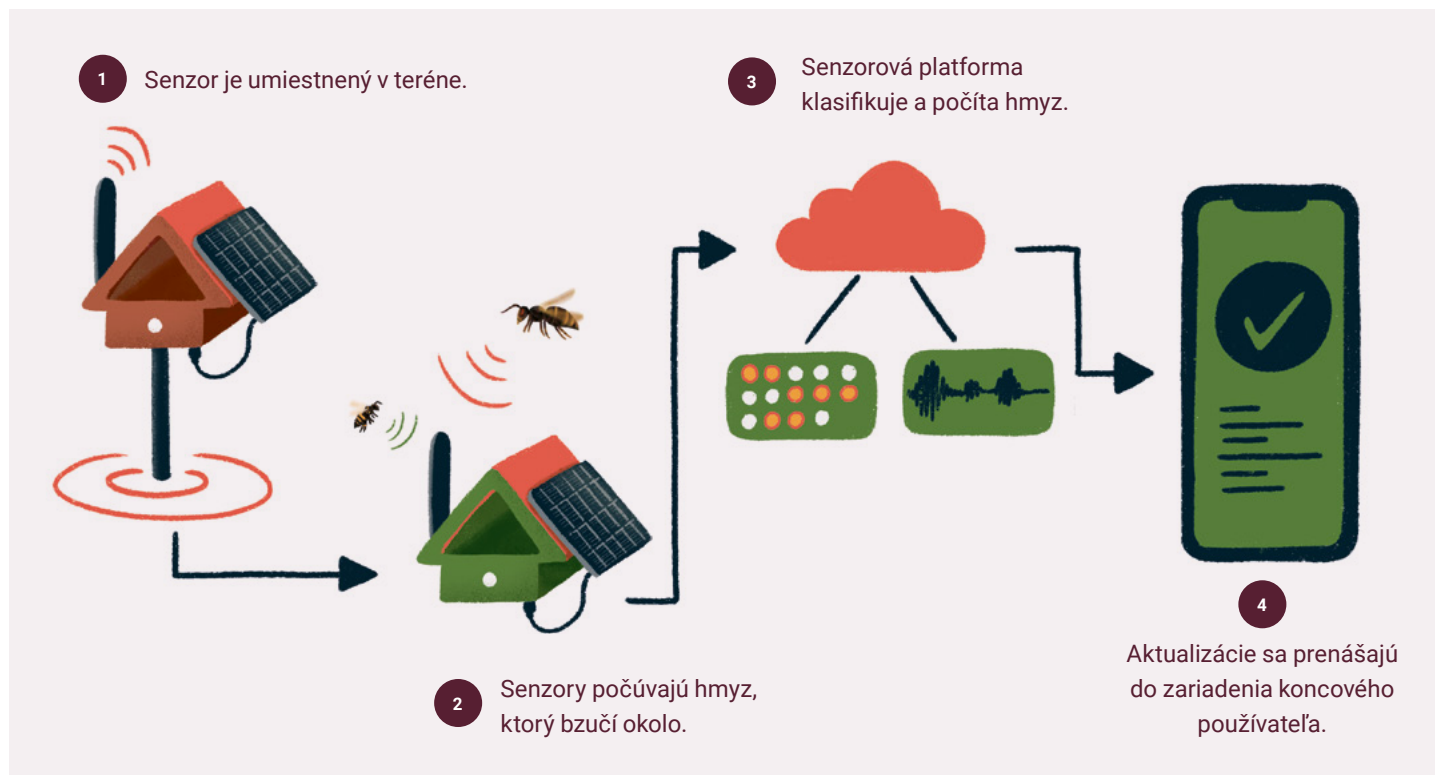 1
Senzor je umiestnený v teréne.
2
Senzory počúvajú hmyz,
ktorý bzučí okolo.
3
Senzorová platforma
klasifikuje a počíta hmyz.
4
Aktualizácie sa prenášajú
do zariadenia koncového
používateľa.